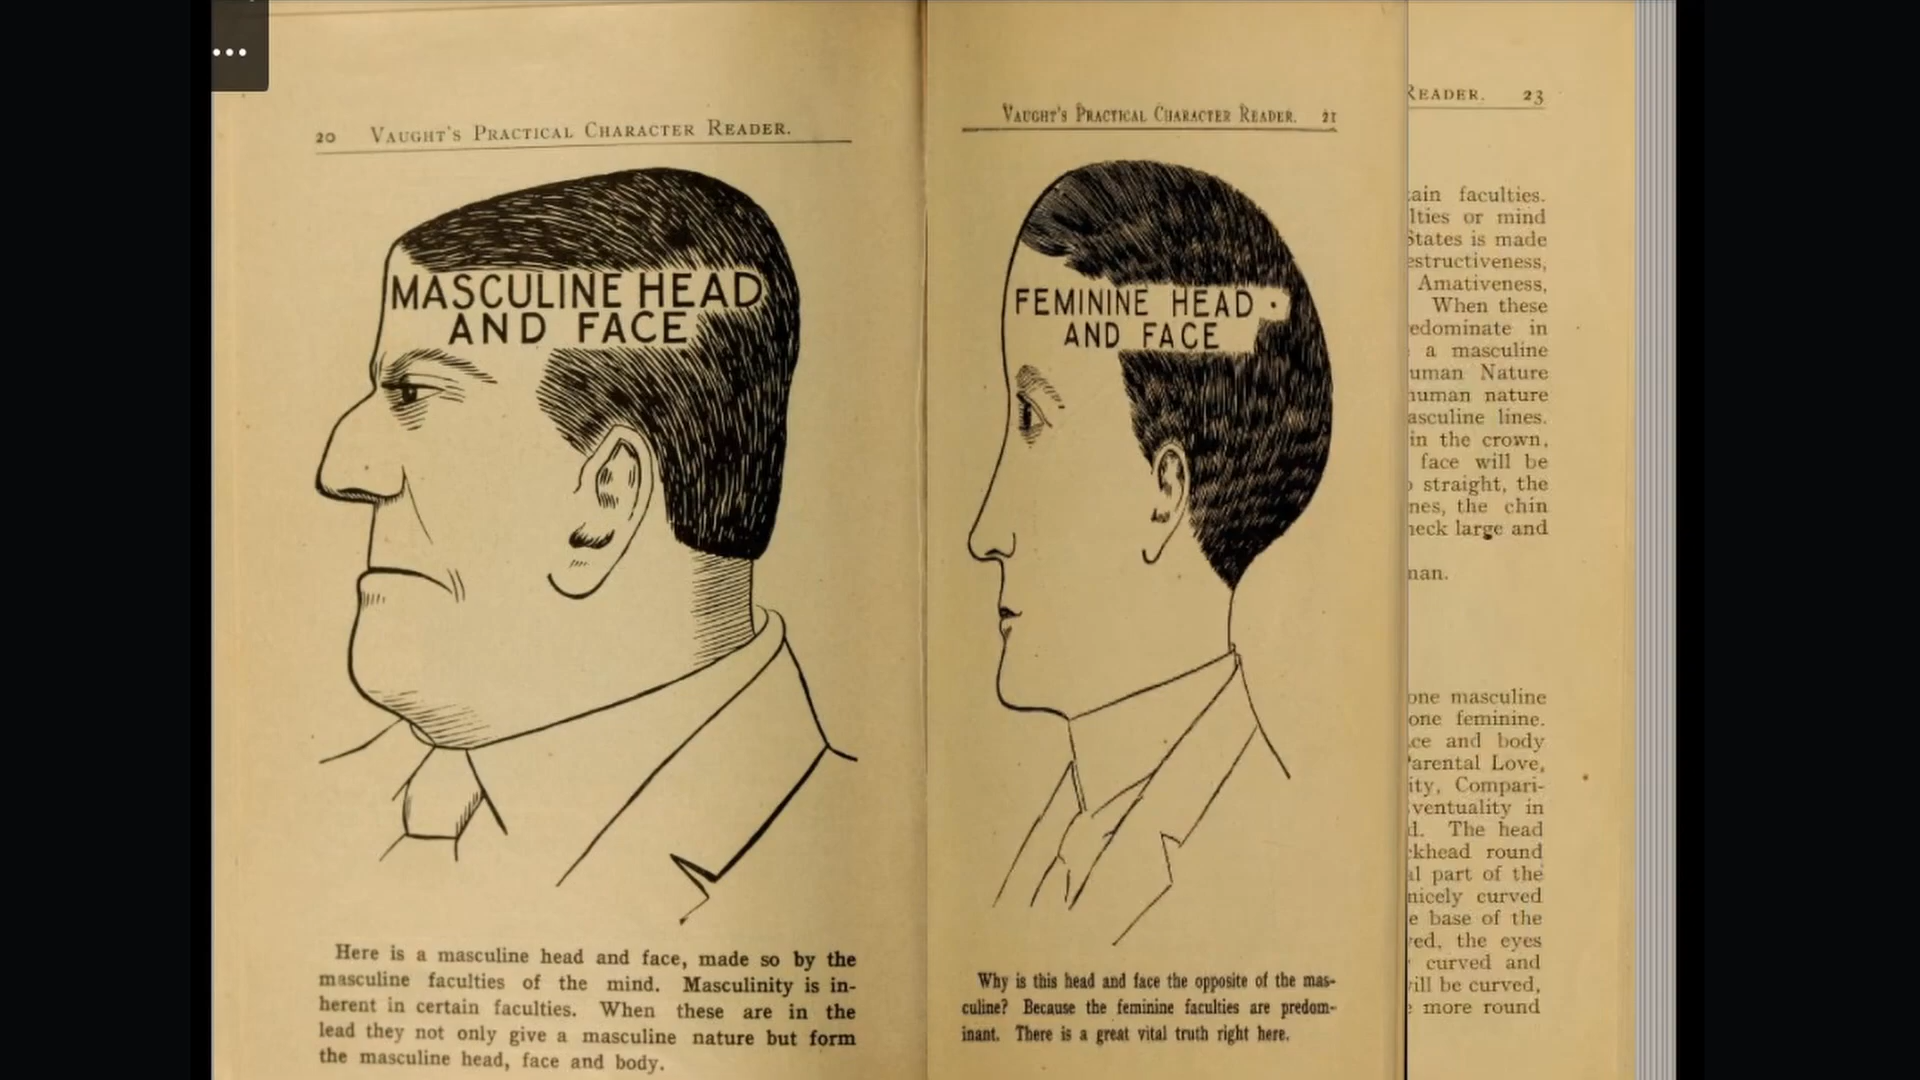 20 VAUGHT'S PRACTICAL CHARACTER READER.
MASCULINE HEAD
AND FACE
Here is a masculine head and face, made so by the
masculine faculties of the mind. Masculinity is in-
herent in certain faculties. When these are in the
lead they not only give a masculine nature but form
the masculine head, face and body.
VAUGHT'S PRACTICAL CHARACTER READER. 21
FEMININE HEAD
AND FACE
Why is this head and face the opposite of the mas-
culine? Because the feminine faculties are predom-
inant. There is a great vital truth right here.
READER. 23
faculties.
or mind
States is made
Amativeness,
When these
in
a masculine
Nature
human nature
lines.
in the crown,
face will be
straight, the
the chin
large and
one masculine
one feminine.
and body
Love,
Compari-
in
The head
round
part of the
nicely curved
base of the
the eyes
curved and
be curved,
more round